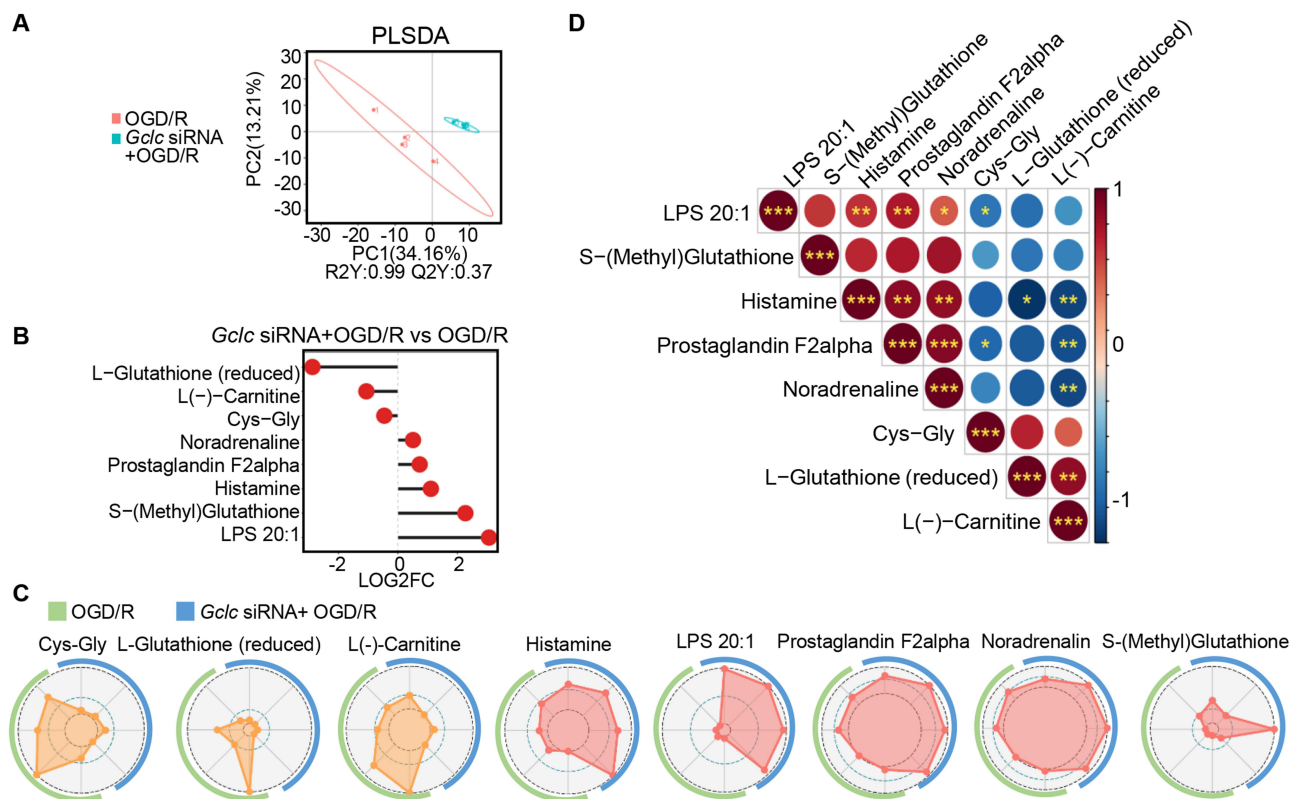 A
PLSDA
OGD/R
Gclc siRNA
+OGD/R
PC2(13.21%)
30
20
10
0
-10
-20
-30
-30 -20 -10 0 10
PC1(34.16%)
R2Y:0.99 Q2Y:0.37
B
Gclc siRNA+OGD/R vs OGD/R
L−Glutathione (reduced)
L(−)−Carnitine
Cys−Gly
Noradrenaline
Prostaglandin F2alpha
Histamine
S−(Methyl)Glutathione
LPS 20:1
-2 0 2
LOG2FC
D
LPS 20:1
S−(Methyl)Glutathione
Histamine
Prostaglandin F2alpha
Noradrenaline
Cys−Gly
L−Glutathione (reduced)
L(−)−Carnitine
LPS 20:1 *** ** ** * *
S−(Methyl)Glutathione ***
Histamine *** ** ** * **
Prostaglandin F2alpha *** *** * **
Noradrenaline *** **
Cys−Gly ***
L−Glutathione (reduced) *** **
L(−)−Carnitine ***
1
0
-1
C
OGD/R Gclc siRNA+ OGD/R
Cys-Gly L-Glutathione (reduced) L(-)-Carnitine Histamine LPS 20:1 Prostaglandin F2alpha Noradrenalin S-(Methyl)Glutathione